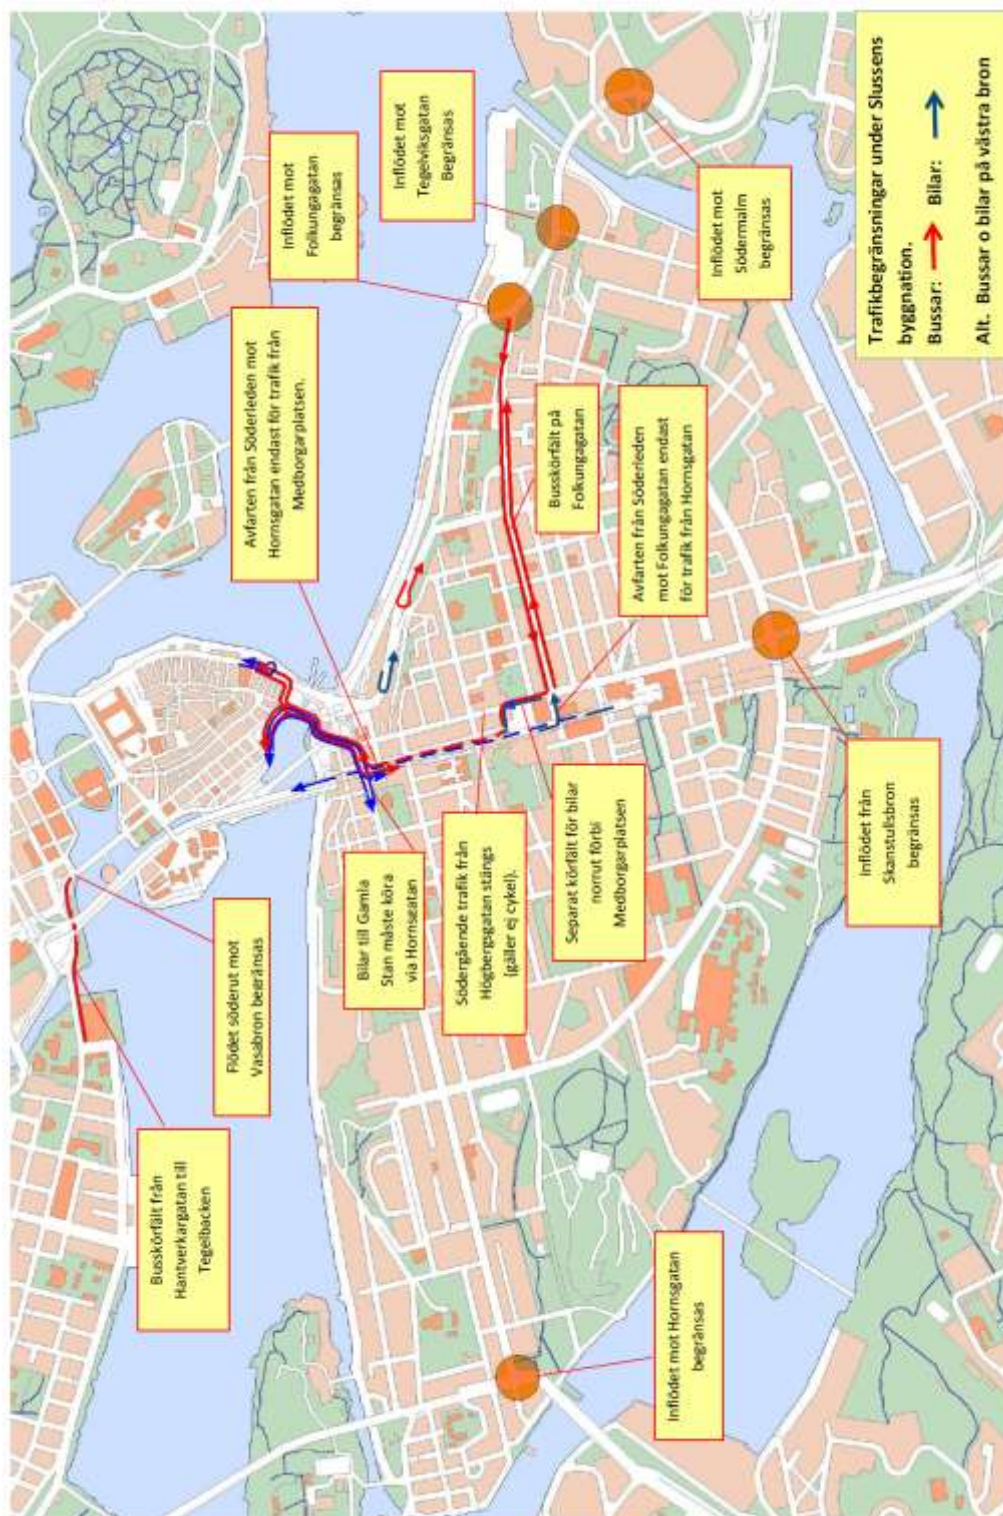 Busskörfält från
Hantverkargatan till
Tegelbacken
Flödet söderut mot
Vasabron begränsas
Avfarten från Söderleden mot
Hornsgatan endast för trafik från
Medborgarplatsen.
Inflödet mot
Folkungagatan
begränsas
Bilar till Gamla
Stan måste köra
via Hornsgatan
Inflödet mot
Tegelviksgatan
Begränsas
Södergående trafik från
Högbergsgatan stängs
(gäller ej cykel).
Busskörfält på
Folkungagatan
Separat körfält för bilar
norrut förbi
Medborgarplatsen
Avfarten från Söderleden
mot Folkungagatan endast
för trafik från Hornsgatan
Inflödet mot Hornsgatan
begränsas
Inflödet mot
Södermalm
begränsas
Inflödet från
Skanstullsbron
begränsas
Trafikbegränsningar under Slussens
byggnation.
Bussar: Bilar:
Alt. Bussar o bilar på västra bron